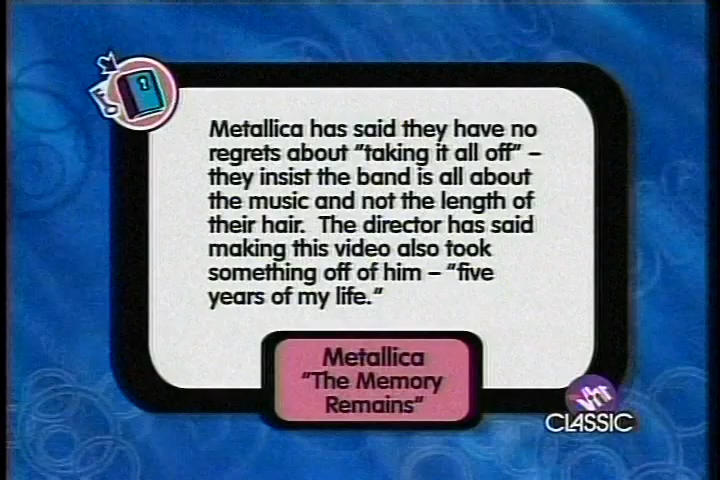 Metallica has said they have no
regrets about "taking it all off" –
they insist the band is all about
the music and not the length of
their hair.  The director has said
making this video also took
something off of him – "five
years of my life."
Metallica
"The Memory
Remains"
VH1
CLASSIC